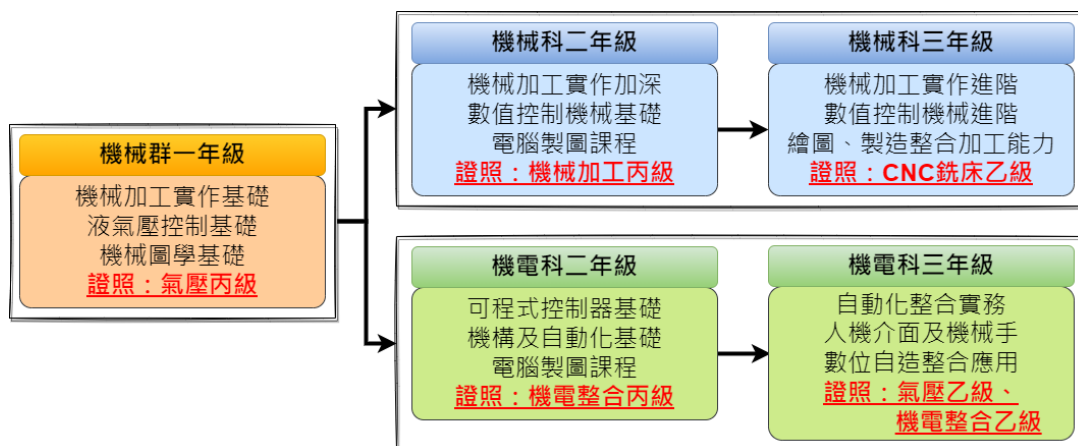 機械群一年級
機械加工實作基礎
液氣壓控制基礎
機械圖學基礎
證照：氣壓丙級
機械科二年級
機械加工實作加深
數值控制機械基礎
電腦製圖課程
證照：機械加工丙級
機械科三年級
機械加工實作進階
數值控制機械進階
繪圖、製造整合加工能力
證照：CNC銑床乙級
機電科二年級
可程式控制器基礎
機構及自動化基礎
電腦製圖課程
證照：機電整合丙級
機電科三年級
自動化整合實務
人機介面及機械手
數位自造整合應用
證照：氣壓乙級、
機電整合乙級